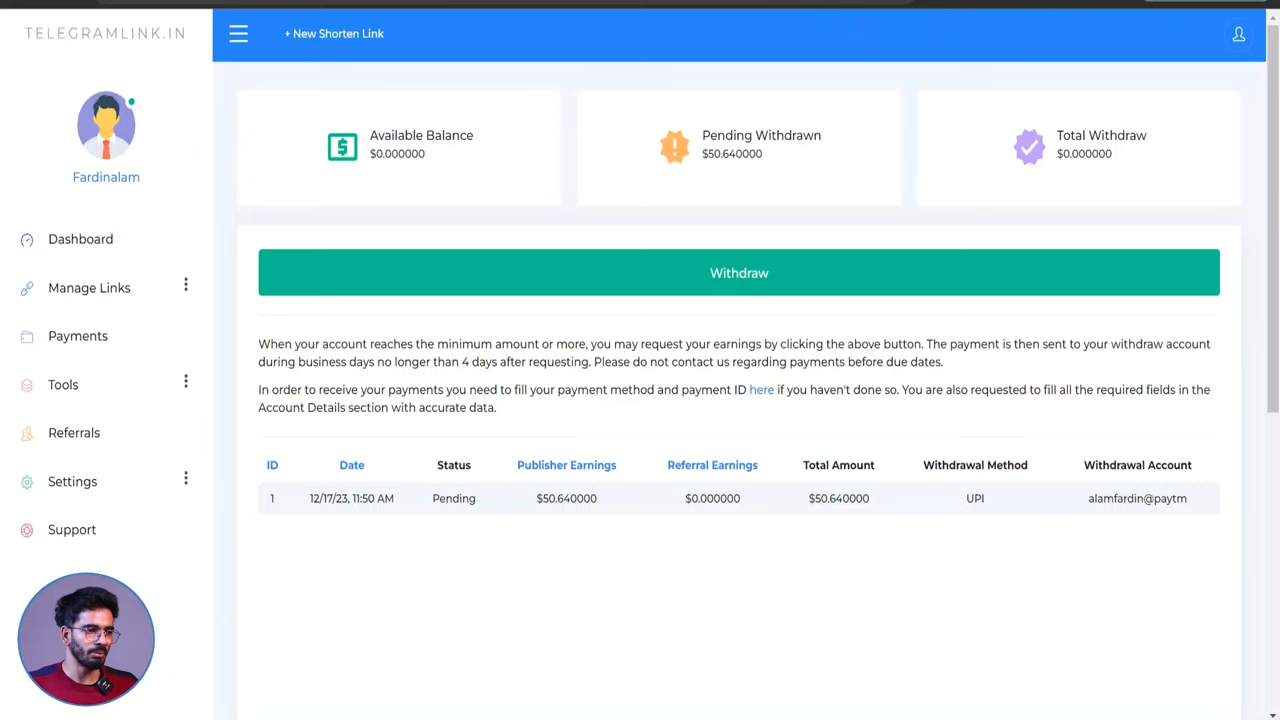 TELEGRAMLINK.IN
+ New Shorten Link
Fardinalam
Dashboard
Manage Links
Payments
Tools
Referrals
Settings
Support
Available Balance
$0.000000
Pending Withdrawn
$50.640000
Total Withdraw
$0.000000
Withdraw
When your account reaches the minimum amount or more, you may request your earnings by clicking the above button. The payment is then sent to your withdraw account
during business days no longer than 4 days after requesting. Please do not contact us regarding payments before due dates.
In order to receive your payments you need to fill your payment method and payment ID here if you haven't done so. You are also requested to fill all the required fields in the
Account Details section with accurate data.
ID Date Status Publisher Earnings Referral Earnings Total Amount Withdrawal Method Withdrawal Account
1 12/17/23, 11:50 AM Pending $50.640000 $0.000000 $50.640000 UPI alamfardin@paytm